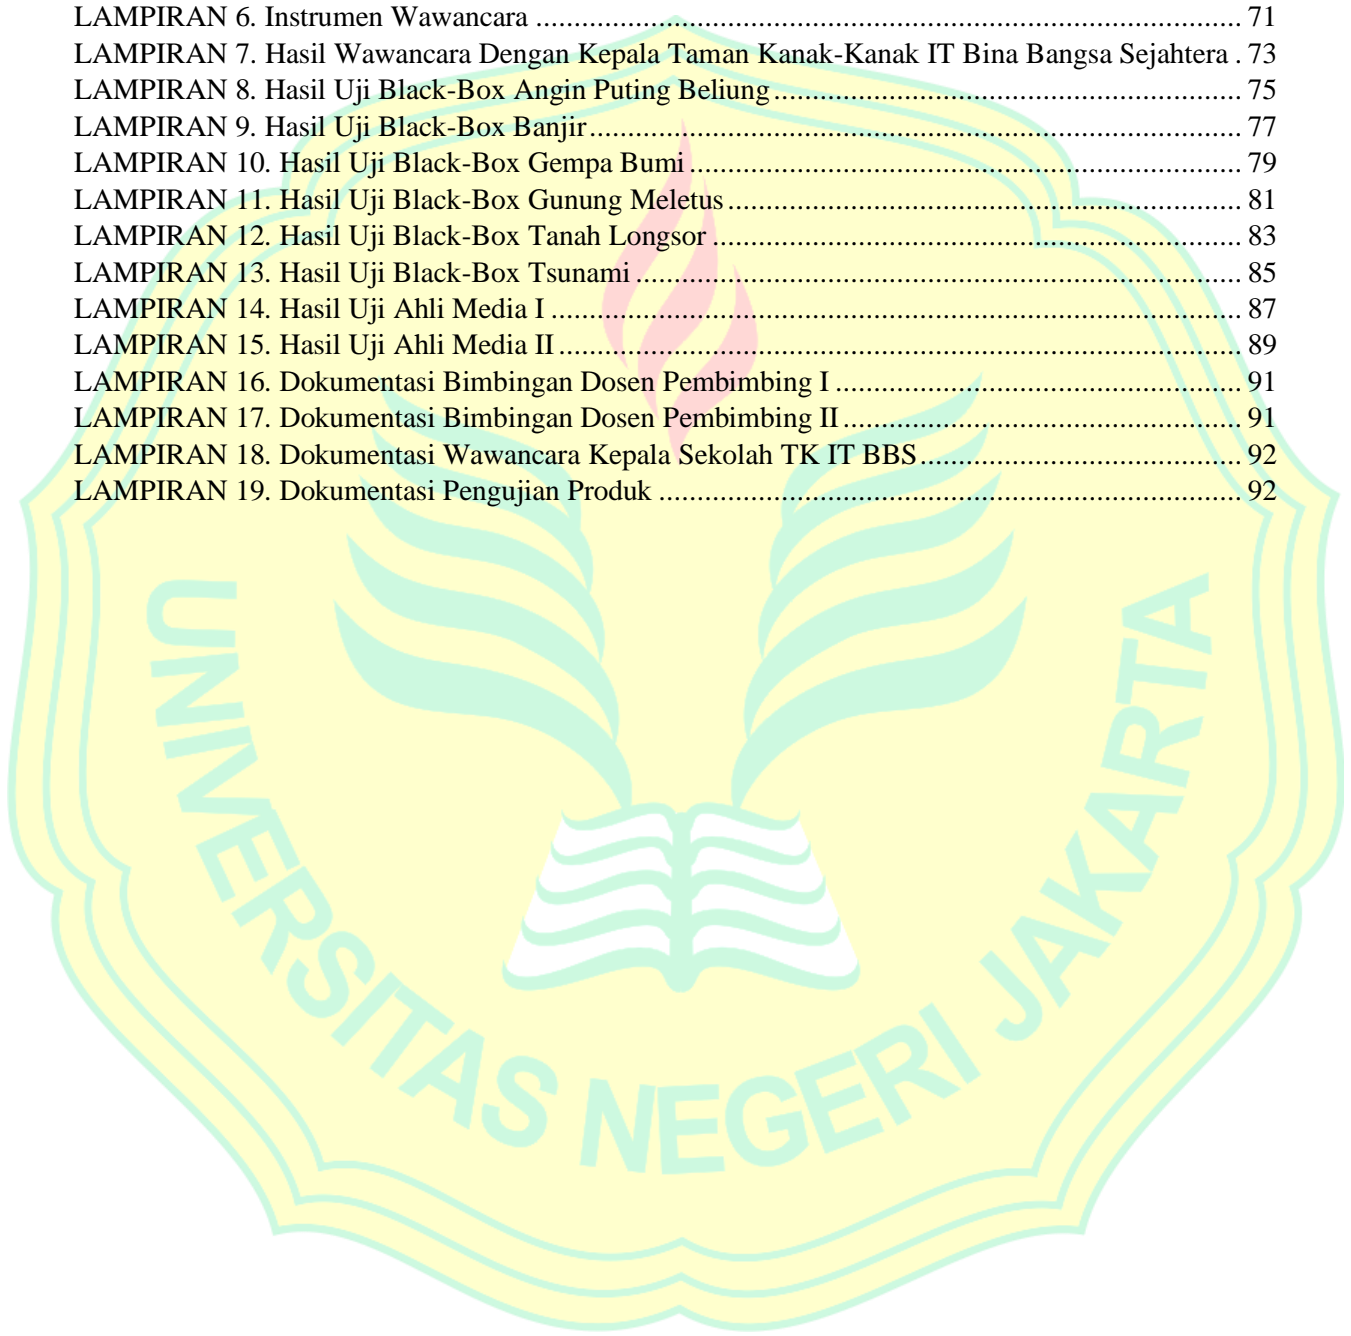 LAMPIRAN 6. Instrumen Wawancara ............................................................................................... 71
LAMPIRAN 7. Hasil Wawancara Dengan Kepala Taman Kanak-Kanak IT Bina Bangsa Sejahtera . 73
LAMPIRAN 8. Hasil Uji Black-Box Angin Puting Beliung ............................................................... 75
LAMPIRAN 9. Hasil Uji Black-Box Banjir ........................................................................................ 77
LAMPIRAN 10. Hasil Uji Black-Box Gempa Bumi .......................................................................... 79
LAMPIRAN 11. Hasil Uji Black-Box Gunung Meletus ..................................................................... 81
LAMPIRAN 12. Hasil Uji Black-Box Tanah Longsor ....................................................................... 83
LAMPIRAN 13. Hasil Uji Black-Box Tsunami .................................................................................. 85
LAMPIRAN 14. Hasil Uji Ahli Media I ............................................................................................. 87
LAMPIRAN 15. Hasil Uji Ahli Media II ............................................................................................ 89
LAMPIRAN 16. Dokumentasi Bimbingan Dosen Pembimbing I ....................................................... 91
LAMPIRAN 17. Dokumentasi Bimbingan Dosen Pembimbing II ...................................................... 91
LAMPIRAN 18. Dokumentasi Wawancara Kepala Sekolah TK IT BBS ........................................... 92
LAMPIRAN 19. Dokumentasi Pengujian Produk .............................................................................. 92
UNIVERSITAS NEGERI JAKARTA